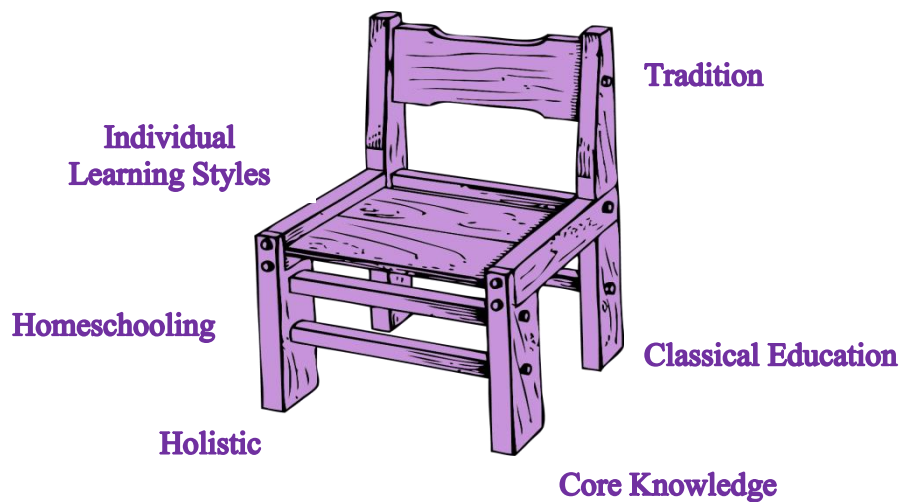 Tradition
Individual
Learning Styles
Homeschooling
Classical Education
Holistic
Core Knowledge